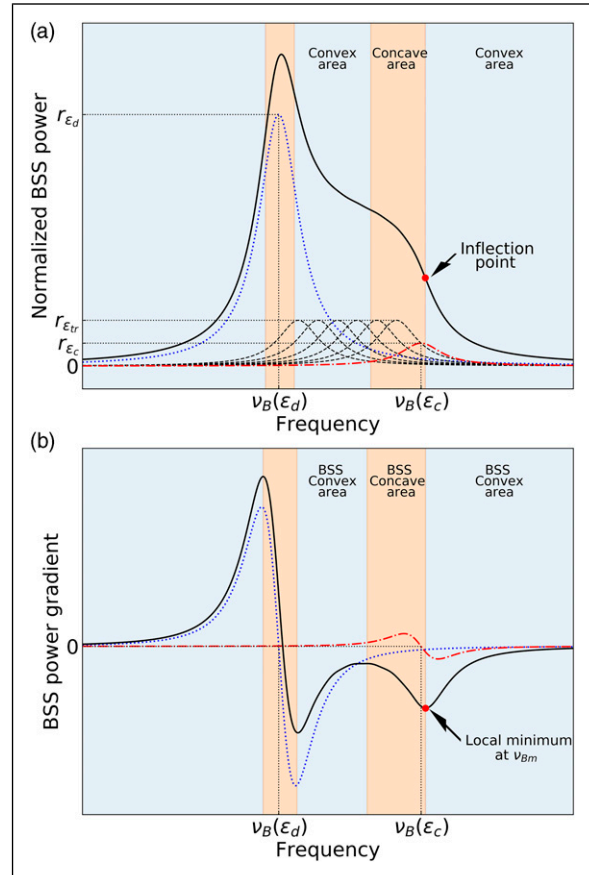 (a)
Convex
area
Concave
area
Convex
area
Normalized BSS power
r_{ε_d}
r_{ε_{tr}}
r_{ε_c}
0
Inflection
point
ν_B(ε_d)
ν_B(ε_c)
Frequency
(b)
BSS
Convex
area
BSS
Concave
area
BSS
Convex
area
BSS power gradient
0
Local minimum
at ν_{Bm}
ν_B(ε_d)
ν_B(ε_c)
Frequency